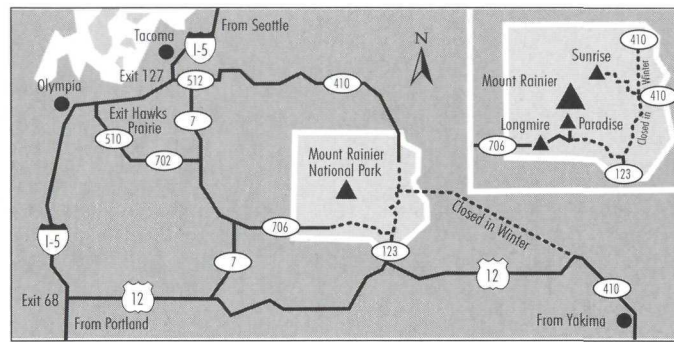 From Seattle
Tacoma
I-5
Exit 127
512
410
Olympia
Exit Hawks
Prairie
7
510
702
Mount Rainier
National Park
706
Closed in Winter
I-5
7
123
12
12
Exit 68
From Portland
410
From Yakima
N
410
Sunrise
Mount
Rainier
Closed in Winter
410
Longmire
Paradise
706
123